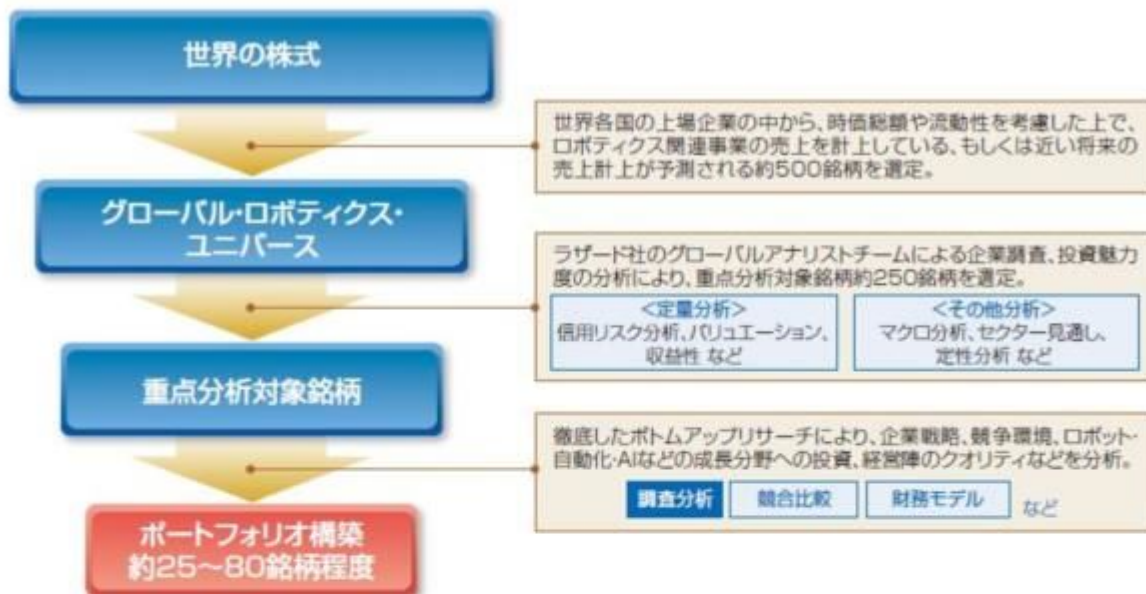 世界の株式
世界各国の上場企業の中から、時価総額や流動性を考慮した上で、
ロボティクス関連事業の売上を計上している、もしくは近い将来の
売上計上が予測される約500銘柄を選定。
グローバル・ロボティクス・
ユニバース
ラザード社のグローバルアナリストチームによる企業調査、投資魅力
度の分析により、重点分析対象銘柄約250銘柄を選定。
<定量分析>
信用リスク分析、バリュエーション、
収益性 など
<その他分析>
マクロ分析、セクター見通し、
定性分析 など
重点分析対象銘柄
徹底したボトムアップリサーチにより、企業戦略、競争環境、ロボット・
自動化・AIなどの成長分野への投資、経営陣のクオリティなどを分析。
調査分析
競合比較
財務モデル
など
ポートフォリオ構築
約25〜80銘柄程度